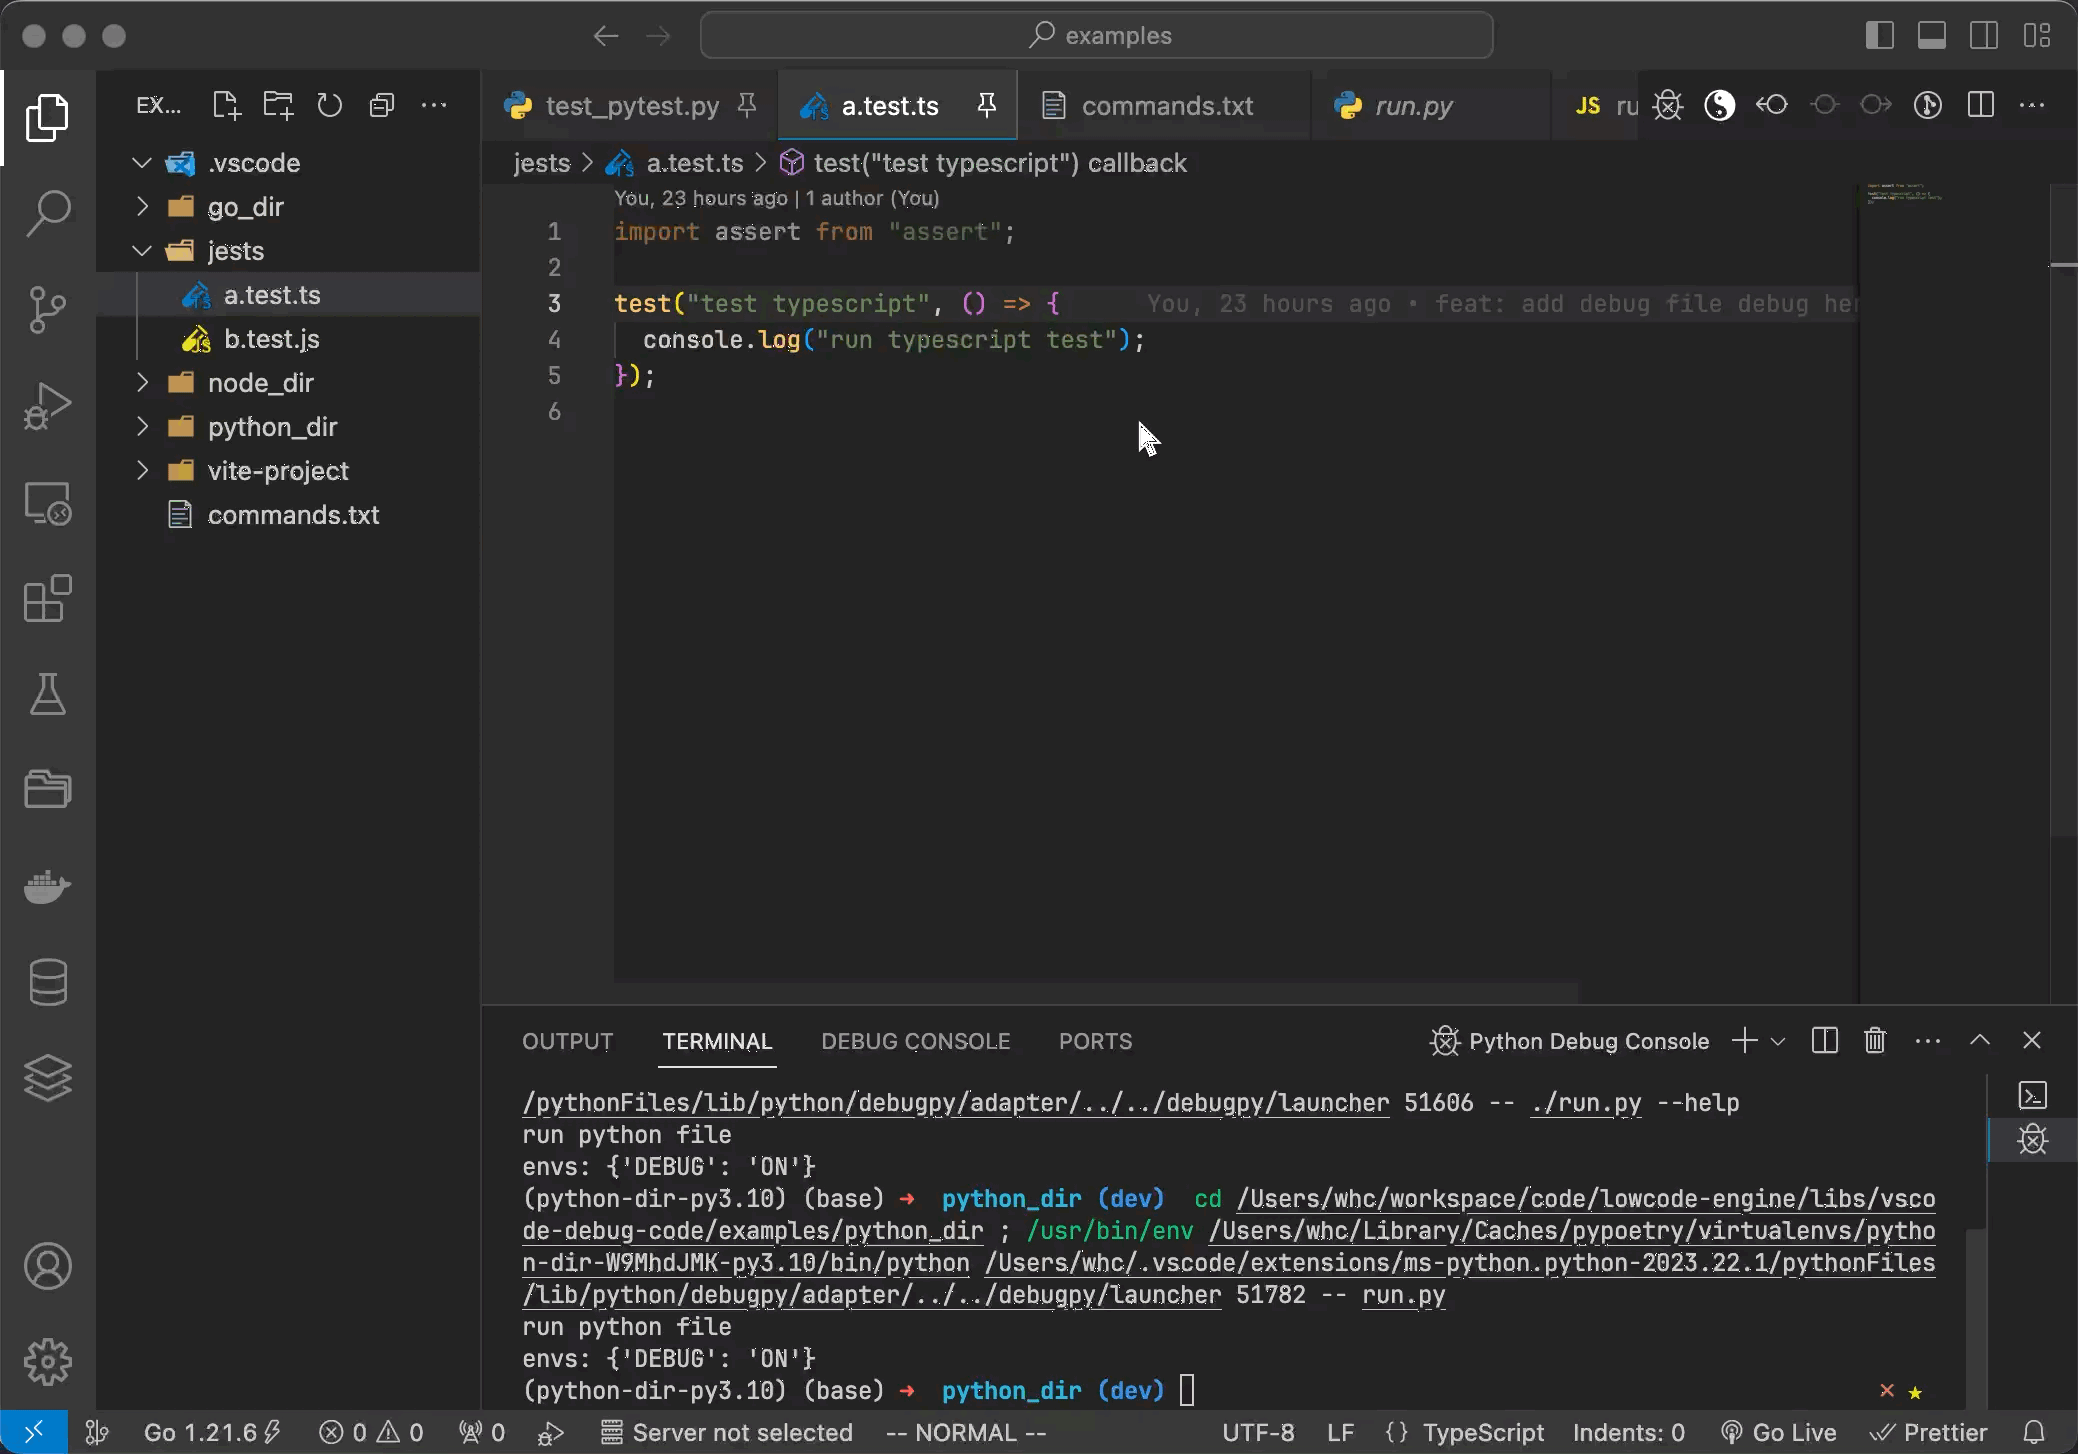 examples
EX...
test_pytest.py
a.test.ts
commands.txt
run.py
JS ru
.vscode
go_dir
jests
a.test.ts
b.test.js
node_dir
python_dir
vite-project
commands.txt
jests > a.test.ts > test("test typescript") callback
You, 23 hours ago | 1 author (You)
1 import assert from "assert";
2
3 test("test typescript", () => { You, 23 hours ago • feat: add debug file debug her
4 console.log("run typescript test");
5 });
6
OUTPUT TERMINAL DEBUG CONSOLE PORTS
Python Debug Console
/pythonFiles/lib/python/debugpy/adapter/../../debugpy/launcher 51606 -- ./run.py --help
run python file
envs: {'DEBUG': 'ON'}
(python-dir-py3.10) (base) ➜ python_dir (dev) cd /Users/whc/workspace/code/lowcode-engine/libs/vsco
de-debug-code/examples/python_dir ; /usr/bin/env /Users/whc/Library/Caches/pypoetry/virtualenvs/pytho
n-dir-W9MhdJMK-py3.10/bin/python /Users/whc/.vscode/extensions/ms-python.python-2023.22.1/pythonFiles
/lib/python/debugpy/adapter/../../debugpy/launcher 51782 -- run.py
run python file
envs: {'DEBUG': 'ON'}
(python-dir-py3.10) (base) ➜ python_dir (dev)
Go 1.21.6 0 0 0 Server not selected -- NORMAL -- UTF-8 LF {} TypeScript Indents: 0 Go Live Prettier